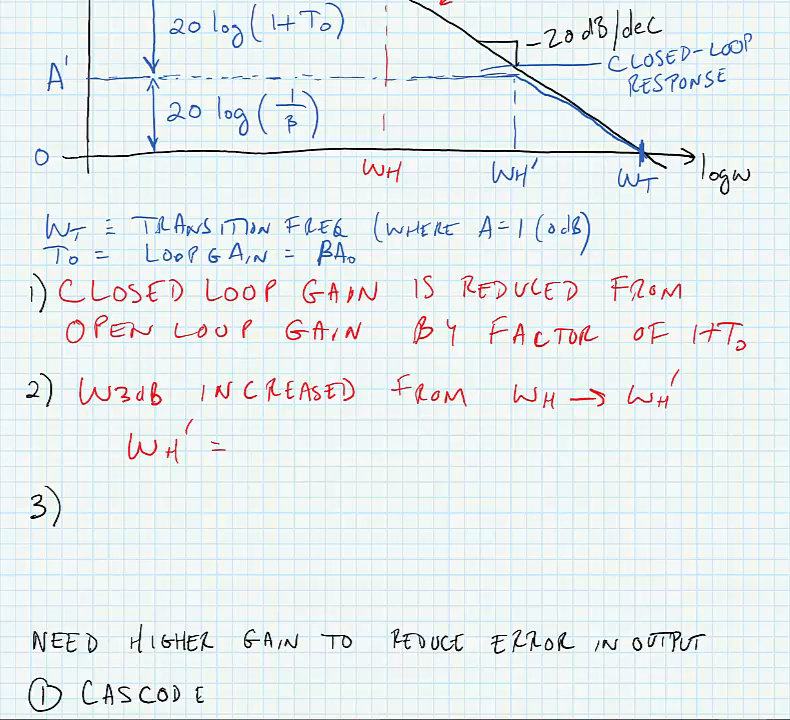 20 log(1+T₀)
-20 dB/dec
CLOSED-LOOP
RESPONSE
A'
20 log(1/β)
0
WH
WH'
WT
log w
WT ≡ TRANSITION FREQ (WHERE A=1 (0dB)
T₀ = LOOP GAIN = βA₀
1) CLOSED LOOP GAIN IS REDUCED FROM
OPEN LOOP GAIN BY FACTOR OF 1+T₀
2) W3dB INCREASED FROM WH → WH'
WH' =
3)
NEED HIGHER GAIN TO REDUCE ERROR IN OUTPUT
① CASCODE